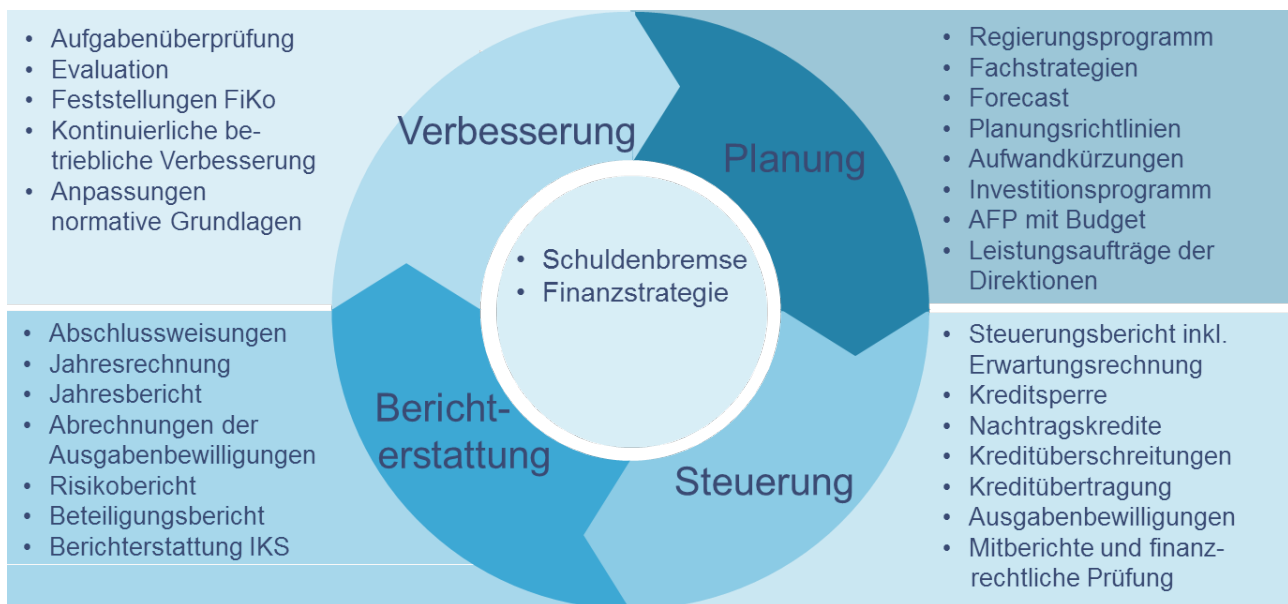 • Aufgabenüberprüfung
• Evaluation
• Feststellungen FiKo
• Kontinuierliche be-
triebliche Verbesserung
• Anpassungen
normative Grundlagen
Verbesserung
Planung
• Regierungsprogramm
• Fachstrategien
• Forecast
• Planungsrichtlinien
• Aufwandkürzungen
• Investitionsprogramm
• AFP mit Budget
• Leistungsaufträge der
Direktionen
• Schuldenbremse
• Finanzstrategie
• Abschlussweisungen
• Jahresrechnung
• Jahresbericht
• Abrechnungen der
Ausgabenbewilligungen
• Risikobericht
• Beteiligungsbericht
• Berichterstattung IKS
Bericht-
erstattung
Steuerung
• Steuerungsbericht inkl.
Erwartungsrechnung
• Kreditsperre
• Nachtragskredite
• Kreditüberschreitungen
• Kreditübertragung
• Ausgabenbewilligungen
• Mitberichte und finanz-
rechtliche Prüfung